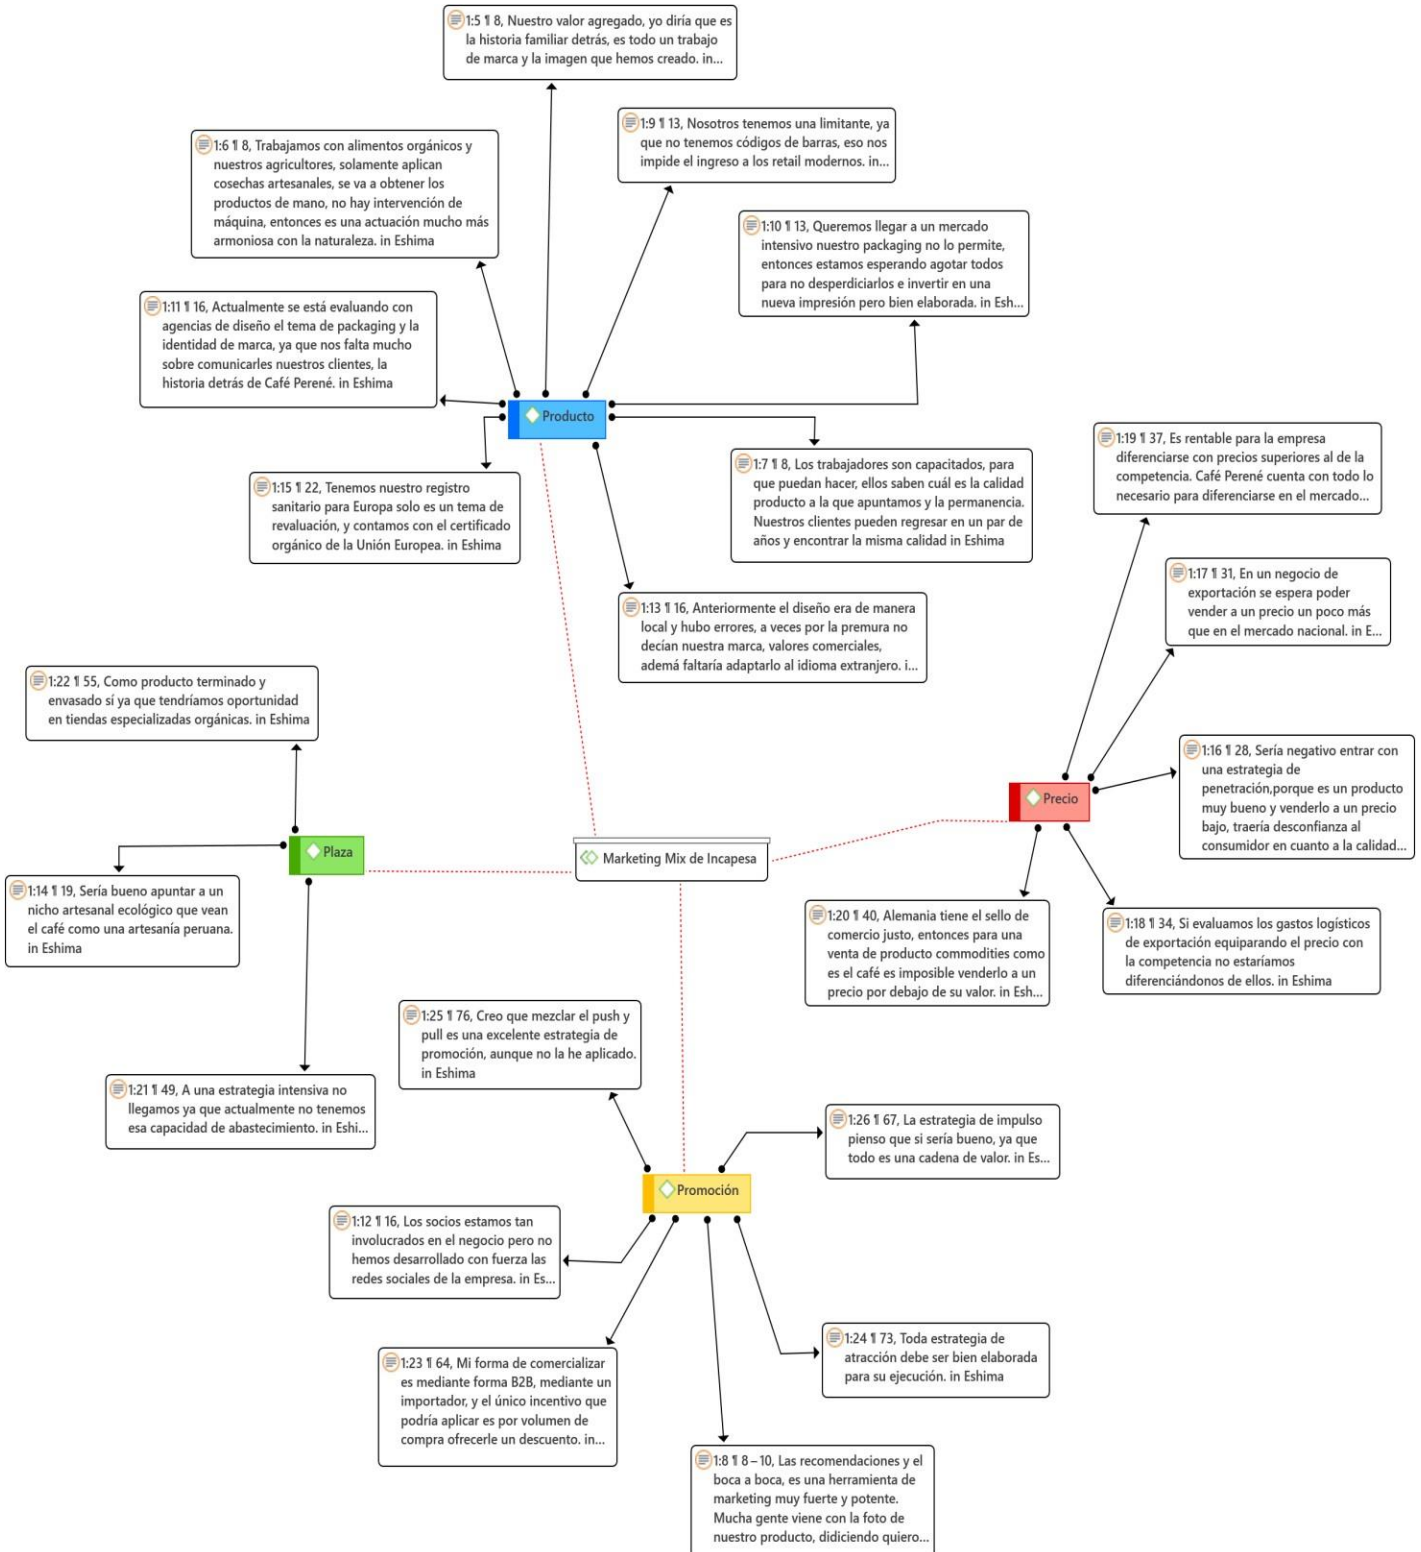 1:5 ¶ 8, Nuestro valor agregado, yo diría que es
la historia familiar detrás, es todo un trabajo
de marca y la imagen que hemos creado. in...
1:9 ¶ 13, Nosotros tenemos una limitante, ya
que no tenemos códigos de barras, eso nos
impide el ingreso a los retail modernos. in...
1:6 ¶ 8, Trabajamos con alimentos orgánicos y
nuestros agricultores, solamente aplican
cosechas artesanales, se va a obtener los
productos de mano, no hay intervención de
máquina, entonces es una actuación mucho más
armoniosa con la naturaleza. in Eshima
1:10 ¶ 13, Queremos llegar a un mercado
intensivo nuestro packaging no lo permite,
entonces estamos esperando agotar todos
para no despediciarlos e invertir en una
nueva impresión pero bien elaborada. in Esh...
1:11 ¶ 16, Actualmente se está evaluando con
agencias de diseño el tema de packaging y la
identidad de marca, ya que nos falta mucho
sobre comunicarles nuestros clientes, la
historia detrás de Café Perené. in Eshima
Producto
1:19 ¶ 37, Es rentable para la empresa
diferenciarse con precios superiores al de la
competencia. Café Perené cuenta con todo lo
necesario para diferenciarse en el mercado...
1:7 ¶ 8, Los trabajadores son capacitados, para
que puedan hacer, ellos saben cuál es la calidad
producto a la que apuntamos y la permanencia.
Nuestros clientes pueden regresar en un par de
años y encontrar la misma calidad in Eshima
1:15 ¶ 22, Tenemos nuestro registro
sanitario para Europa solo es un tema de
revaluación, y contamos con el certificado
orgánico de la Unión Europea. in Eshima
1:17 ¶ 31, En un negocio de
exportación se espera poder
vender a un precio un poco más
que en el mercado nacional. in E...
1:13 ¶ 16, Anteriormente el diseño era de manera
local y hubo errores, a veces por la premura no
decían nuestra marca, valores comerciales,
ademá faltaría adaptarlo al idioma extranjero. i...
1:22 ¶ 55, Como producto terminado y
envasado sí ya que tendríamos oportunidad
en tiendas especializadas orgánicas. in Eshima
1:16 ¶ 28, Sería negativo entrar con
una estrategia de
penetración,porque es un producto
muy bueno y venderlo a un precio
bajo, traería desconfianza al
consumidor en cuanto a la calidad...
Precio
Plaza
Marketing Mix de Incapesa
1:14 ¶ 19, Sería bueno apuntar a un
nicho artesanal ecológico que vean
el café como una artesanía peruana.
in Eshima
1:20 ¶ 40, Alemania tiene el sello de
comercio justo, entonces para una
venta de producto commodities como
es el café es imposible venderlo a un
precio por debajo de su valor. in Esh...
1:18 ¶ 34, Si evaluamos los gastos logísticos
de exportación equiparando el precio con
la competencia no estaríamos
diferenciándonos de ellos. in Eshima
1:25 ¶ 76, Creo que mezclar el push y
pull es una excelente estrategia de
promoción, aunque no la he aplicado.
in Eshima
1:21 ¶ 49, A una estrategia intensiva no
llegamos ya que actualmente no tenemos
esa capacidad de abastecimiento. in Eshi...
1:26 ¶ 67, La estrategia de impulso
pienso que si sería bueno, ya que
todo es una cadena de valor. in Es...
Promoción
1:12 ¶ 16, Los socios estamos tan
involucrados en el negocio pero no
hemos desarrollado con fuerza las
redes sociales de la empresa. in Es...
1:24 ¶ 73, Toda estrategia de
atracción debe ser bien elaborada
para su ejecución. in Eshima
1:23 ¶ 64, Mi forma de comercializar
es mediante forma B2B, mediante un
importador, y el único incentivo que
podría aplicar es por volumen de
compra ofrecerle un descuento. in...
1:8 ¶ 8 – 10, Las recomendaciones y el
boca a boca, es una herramienta de
marketing muy fuerte y potente.
Mucha gente viene con la foto de
nuestro producto, didiciendo quiero...